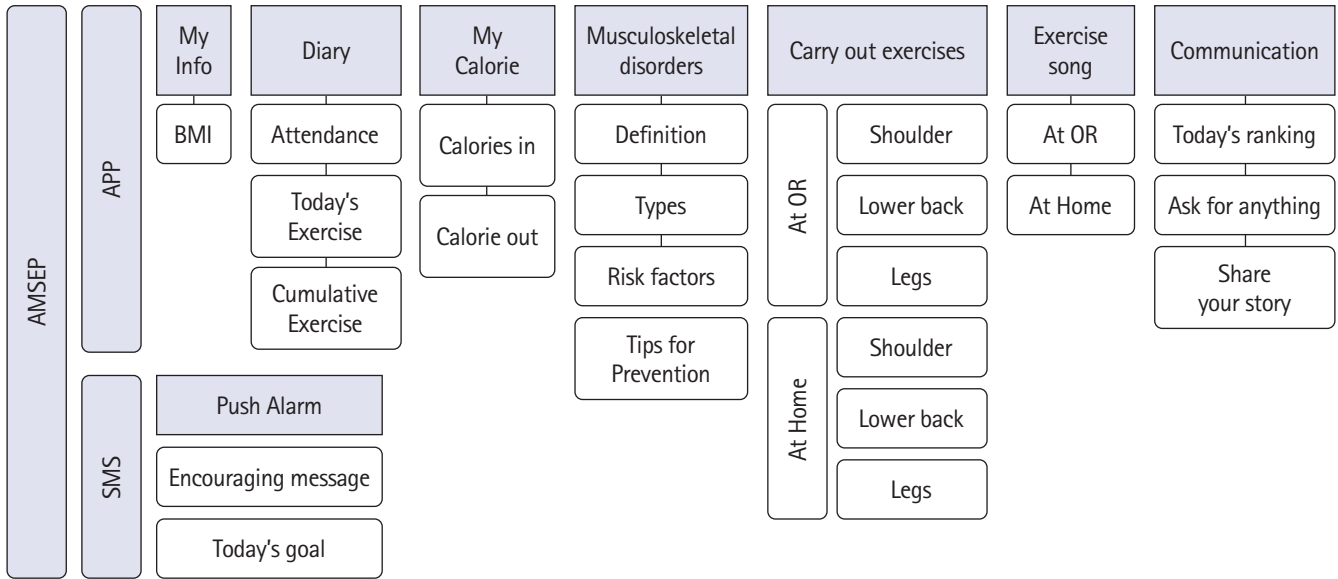 AMSEP
APP
My
Info
BMI
Diary
Attendance
Today's
Exercise
Cumulative
Exercise
My
Calorie
Calories in
Calorie out
Musculoskeletal
disorders
Definition
Types
Risk factors
Tips for
Prevention
Carry out exercises
At OR
Shoulder
Lower back
Legs
At Home
Shoulder
Lower back
Legs
Exercise
song
At OR
At Home
Communication
Today's ranking
Ask for anything
Share
your story
SMS
Push Alarm
Encouraging message
Today's goal